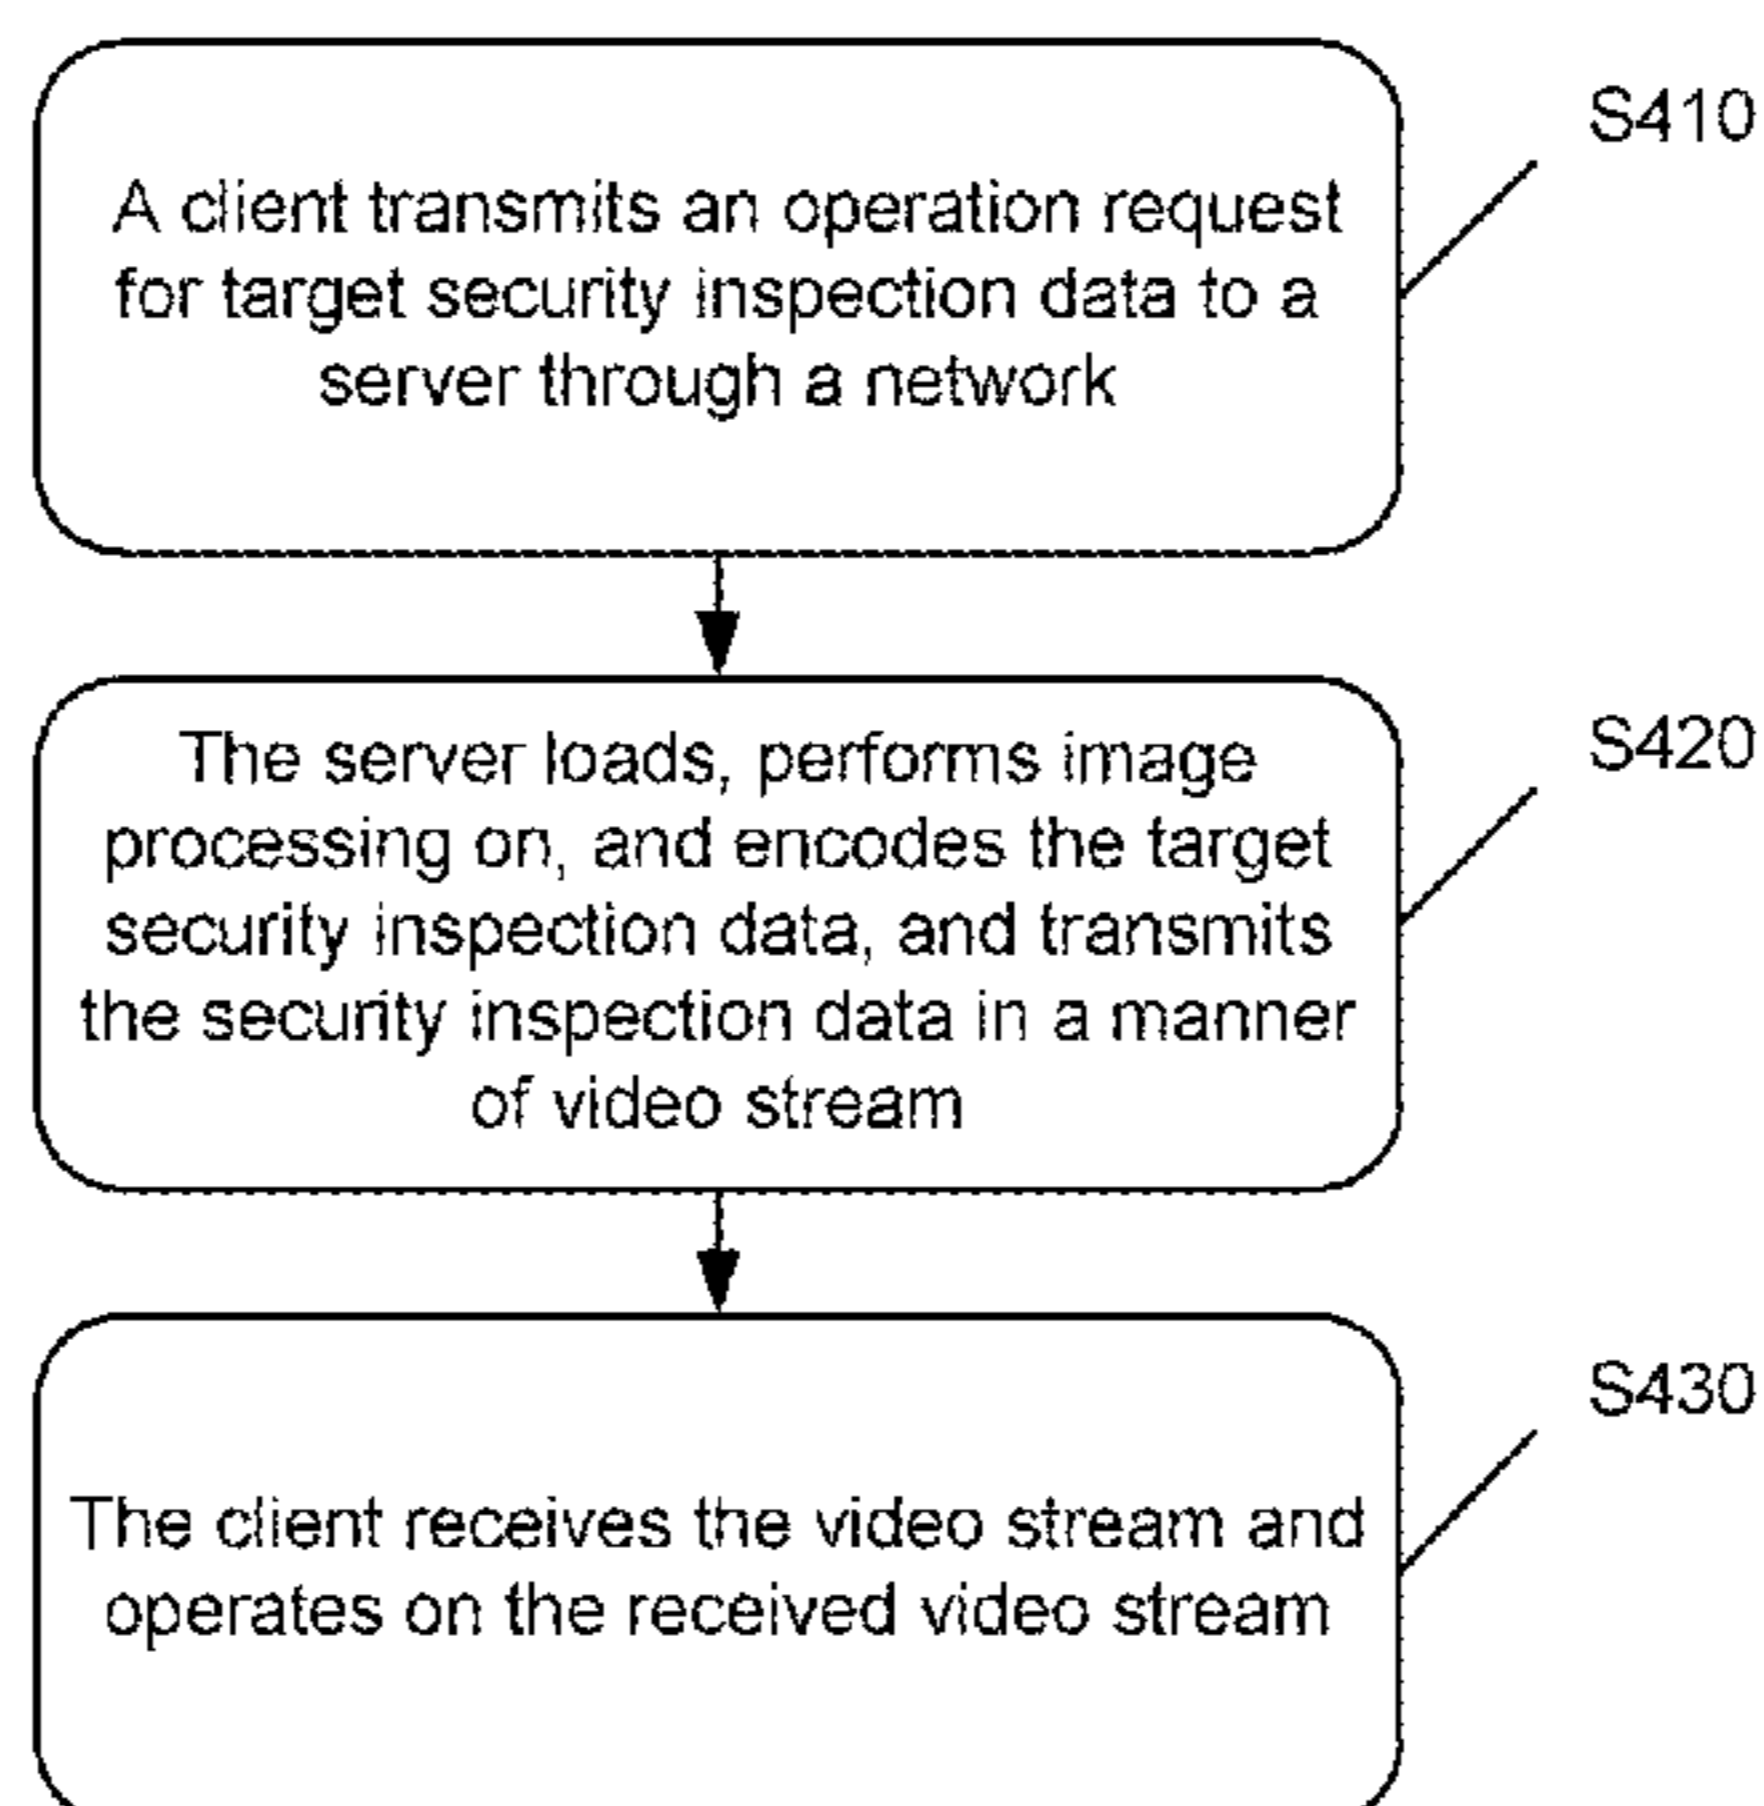 S410
A client transmits an operation request
for target security inspection data to a
server through a network
S420
The server loads, performs image
processing on, and encodes the target
security inspection data, and transmits
the security inspection data in a manner
of video stream
S430
The client receives the video stream and
operates on the received video stream